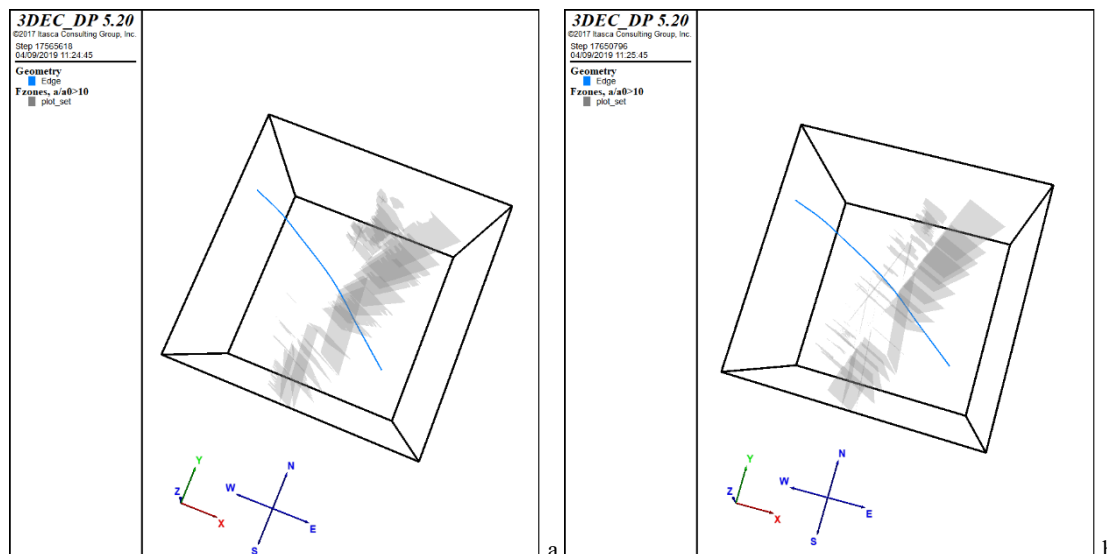 3DEC_DP 5.20
©2017 Itasca Consulting Group, Inc.
Step 17565618
04/09/2019 11:24:45
Geometry
Edge
Fzones, a/a0>10
plot_set
Y
Z
X
N
W
E
S
a
3DEC_DP 5.20
©2017 Itasca Consulting Group, Inc.
Step 17650796
04/09/2019 11:25:45
Geometry
Edge
Fzones, a/a0>10
plot_set
Y
Z
X
N
W
E
S
b